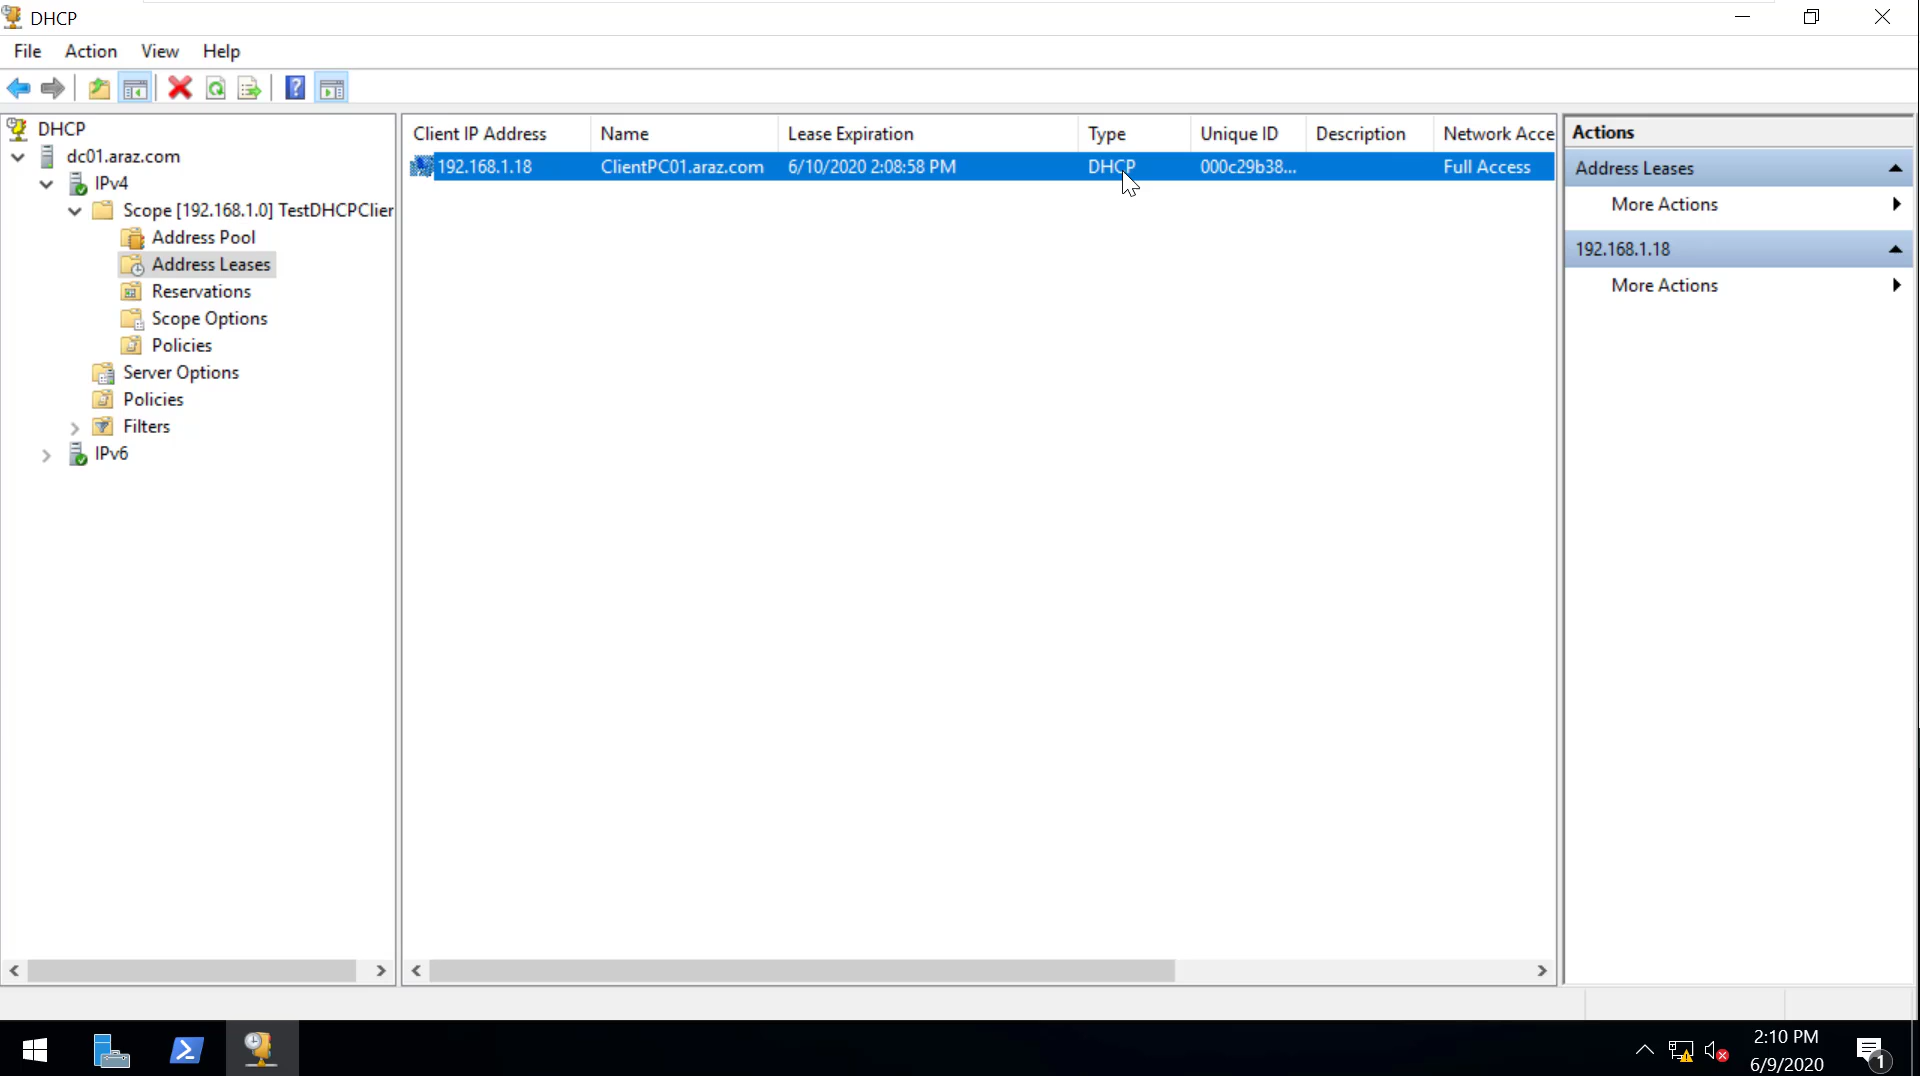 DHCP
File Action View Help
DHCP
dc01.araz.com
IPv4
Scope [192.168.1.0] TestDHCPClier
Address Pool
Address Leases
Reservations
Scope Options
Policies
Server Options
Policies
Filters
IPv6
Client IP Address Name Lease Expiration Type Unique ID Description Network Acce
192.168.1.18 ClientPC01.araz.com 6/10/2020 2:08:58 PM DHCP 000c29b38... Full Access
Actions
Address Leases
More Actions
192.168.1.18
More Actions
2:10 PM
6/9/2020
1